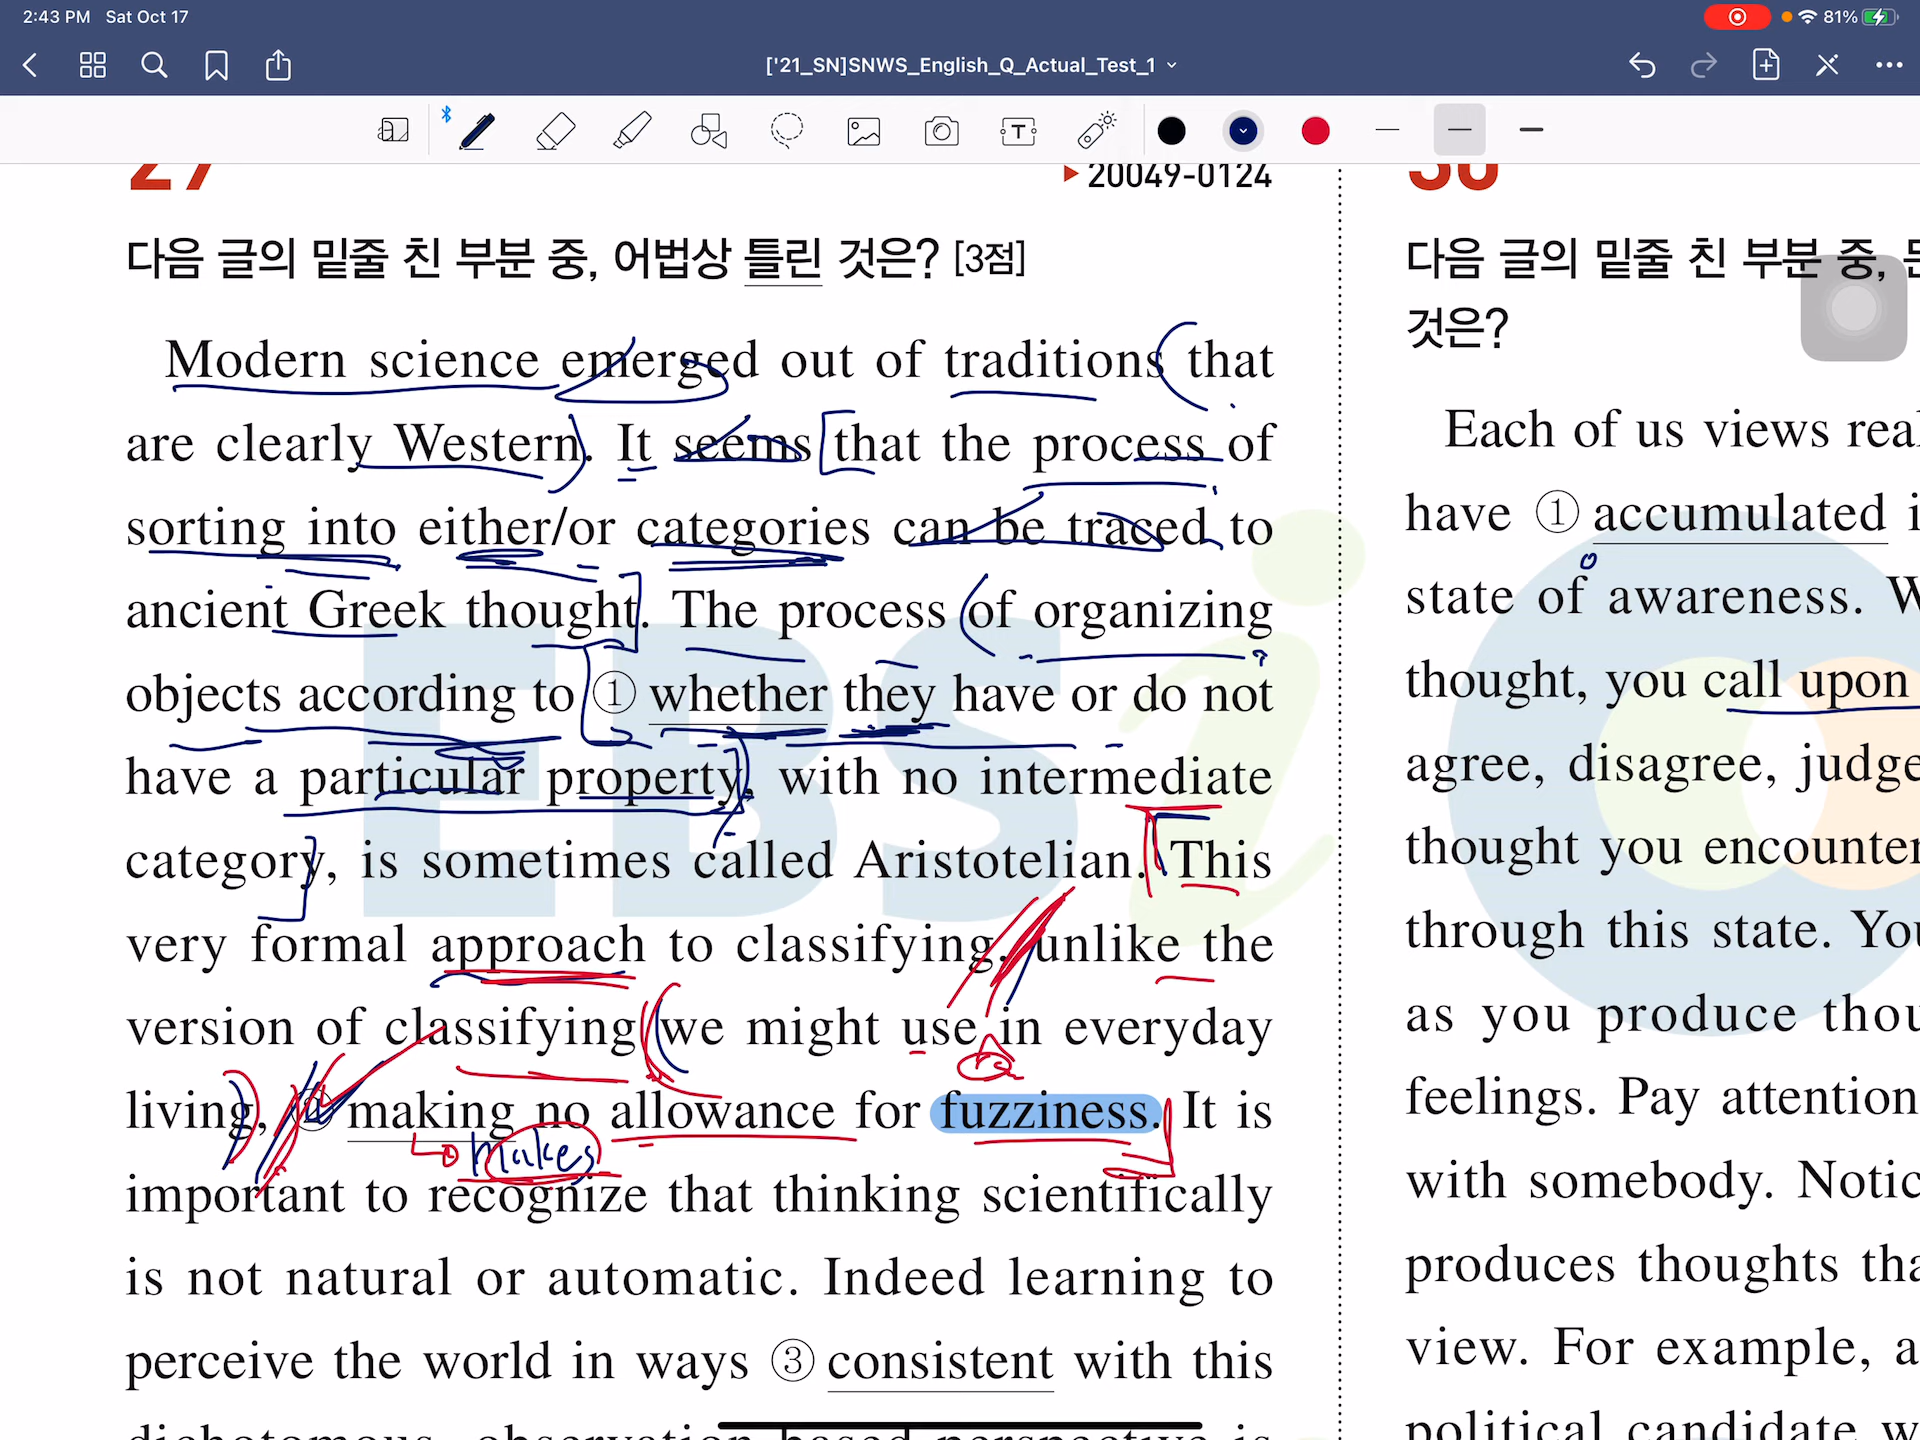 2:43 PM Sat Oct 17
81%
['21_SN]SNWS_English_Q_Actual_Test_1
▶ 20049-0124
다음 글의 밑줄 친 부분 중, 어법상 틀린 것은? [3점]
Modern science emerged out of traditions that
are clearly Western. It seems that the process of
sorting into either/or categories can be traced to
ancient Greek thought. The process of organizing
objects according to ① whether they have or do not
have a particular property, with no intermediate
category, is sometimes called Aristotelian. This
very formal approach to classifying, unlike the
version of classifying we might use in everyday
living, ② making no allowance for fuzziness. It is
makes
important to recognize that thinking scientifically
is not natural or automatic. Indeed learning to
perceive the world in ways ③ consistent with this
다음 글의 밑줄 친 부분 중,
것은?
Each of us views
have ① accumulated
state of awareness.
thought, you call upon
agree, disagree,
thought you encounter
through this state.
as you produce
feelings. Pay attention
with somebody.
produces thoughts
view. For example, a
political candidate